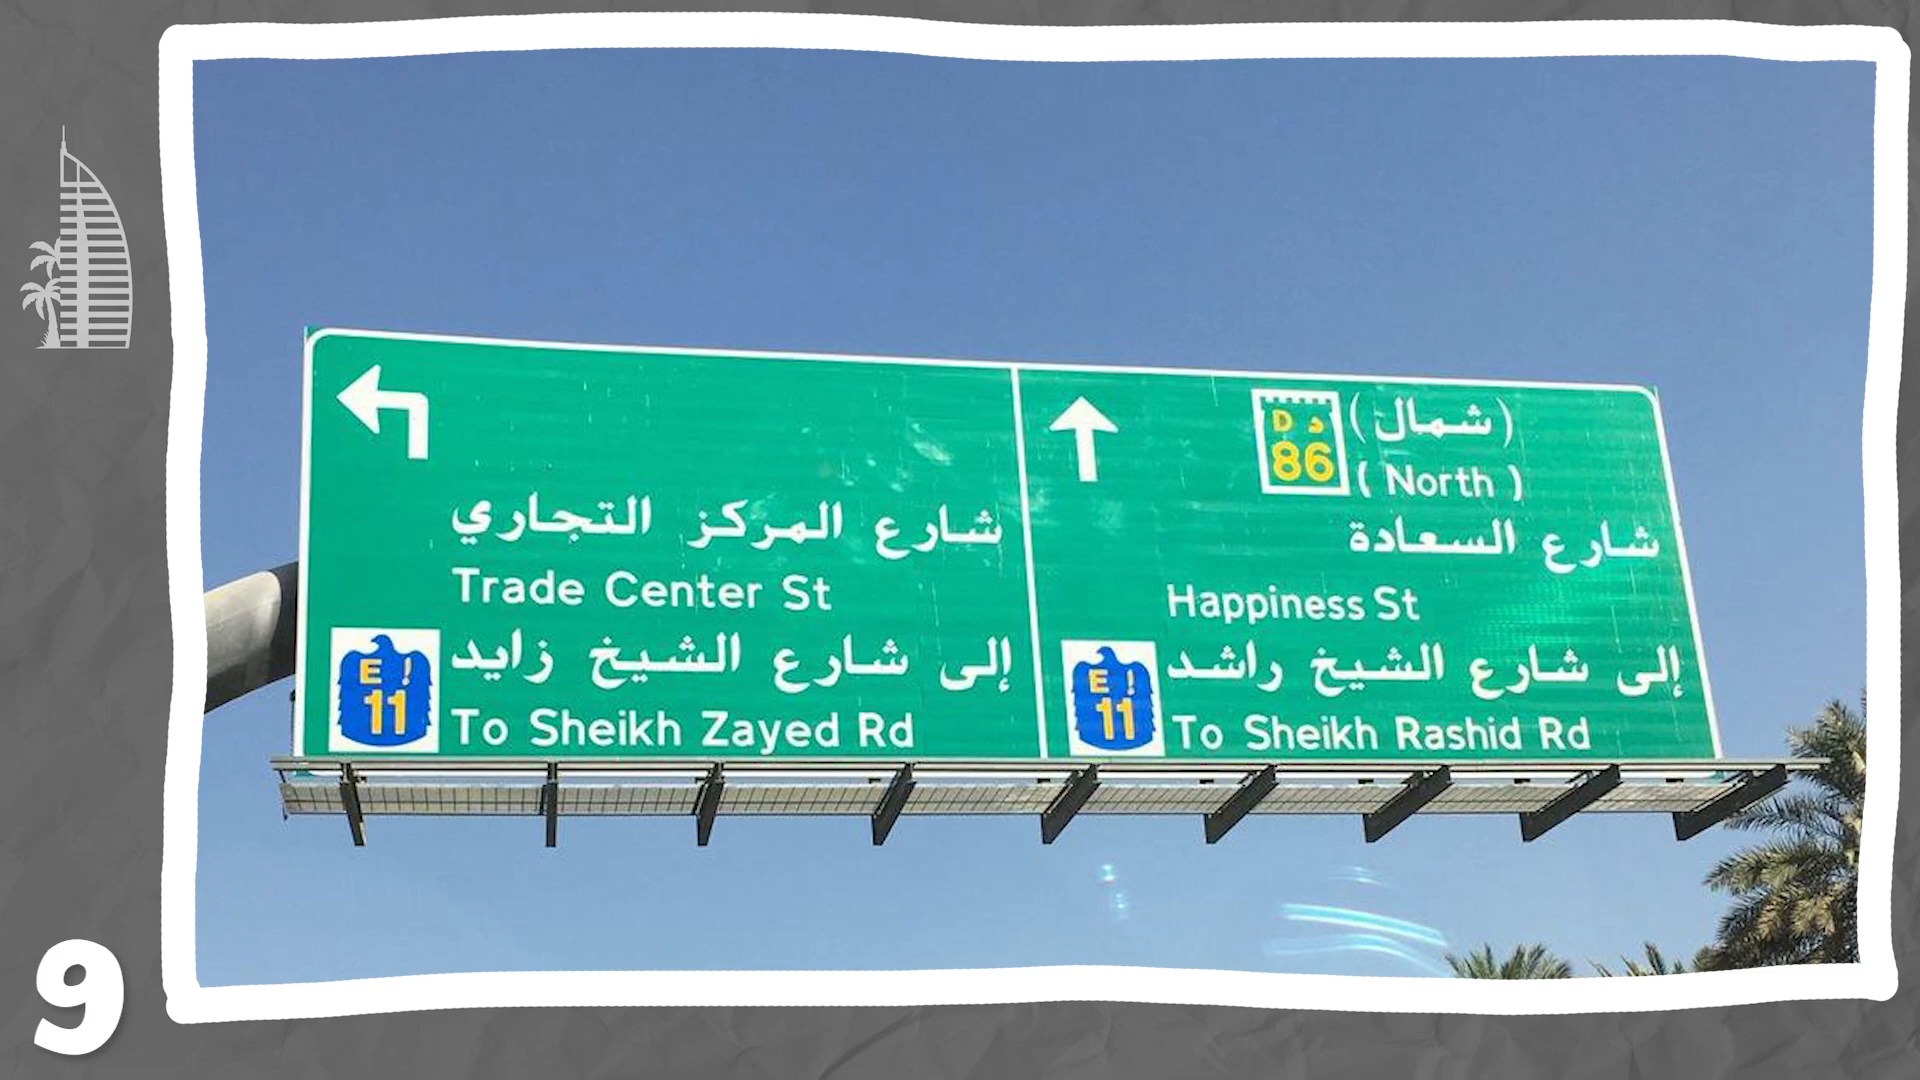 شارع المركز التجاري
Trade Center St
إلى شارع الشيخ زايد
E إ
11
To Sheikh Zayed Rd
D د
86
(شمال)
( North )
شارع السعادة
Happiness St
إلى شارع الشيخ راشد
E إ
11
To Sheikh Rashid Rd
9